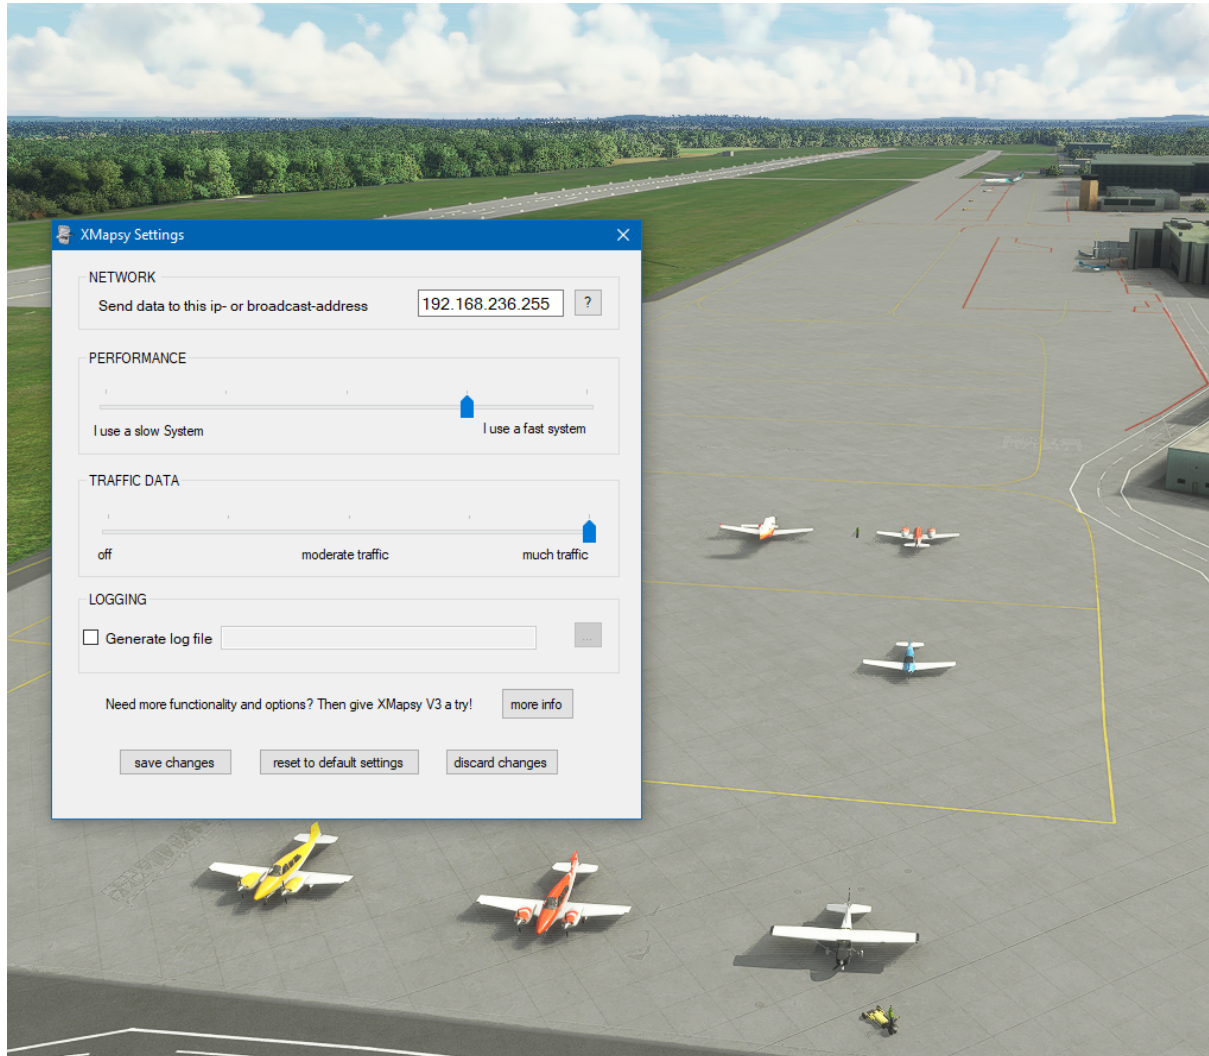 XMapsy Settings
NETWORK
Send data to this ip- or broadcast-address
192.168.236.255
?
PERFORMANCE
I use a slow System
I use a fast system
TRAFFIC DATA
off
moderate traffic
much traffic
LOGGING
Generate log file
...
Need more functionality and options? Then give XMapsy V3 a try!
more info
save changes
reset to default settings
discard changes